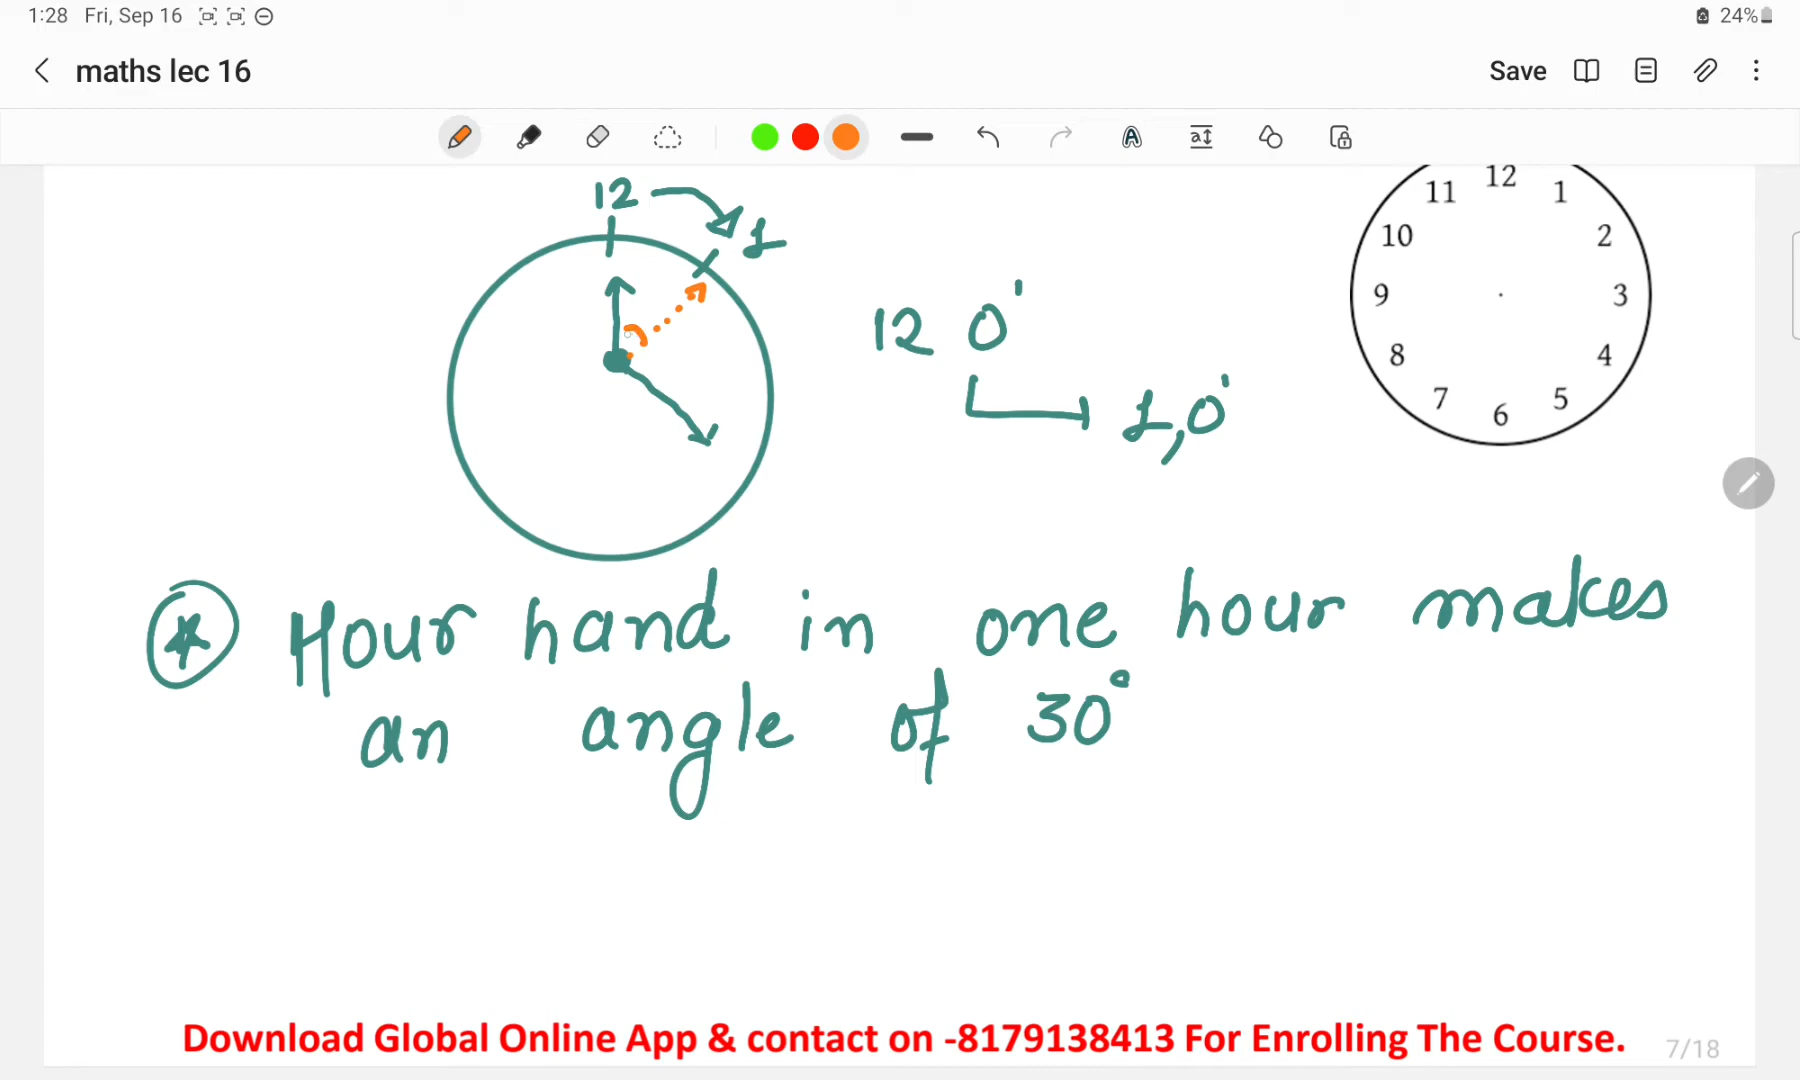 1:28 Fri, Sep 16
24%
maths lec 16
Save
12
1
12 0'
1,0'
11 12 1
10 2
9 3
8 4
7 6 5
* Hour hand in one hour makes
an angle of 30°
Download Global Online App & contact on -8179138413 For Enrolling The Course.
7/18